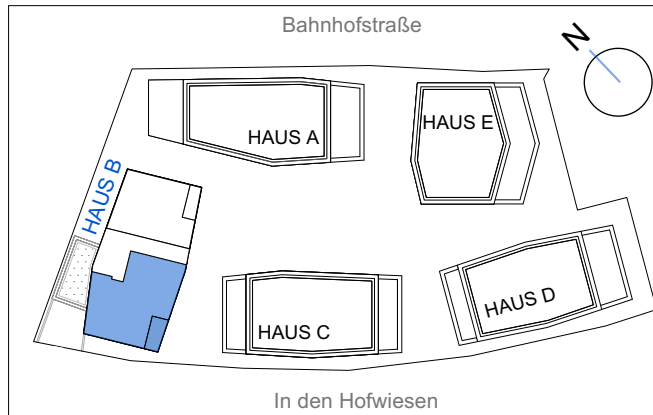 Bahnhofstraße
N
HAUS A
HAUS E
HAUS B
HAUS D
HAUS C
In den Hofwiesen